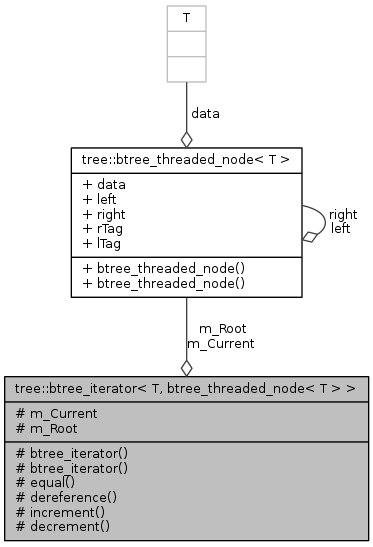 T
data
tree::btree_threaded_node< T >
+ data
+ left
+ right
+ rTag
+ lTag
right
left
+ btree_threaded_node()
+ btree_threaded_node()
m_Root
m_Current
tree::btree_iterator< T, btree_threaded_node< T > >
# m_Current
# m_Root
# btree_iterator()
# btree_iterator()
# equal()
# dereference()
# increment()
# decrement()